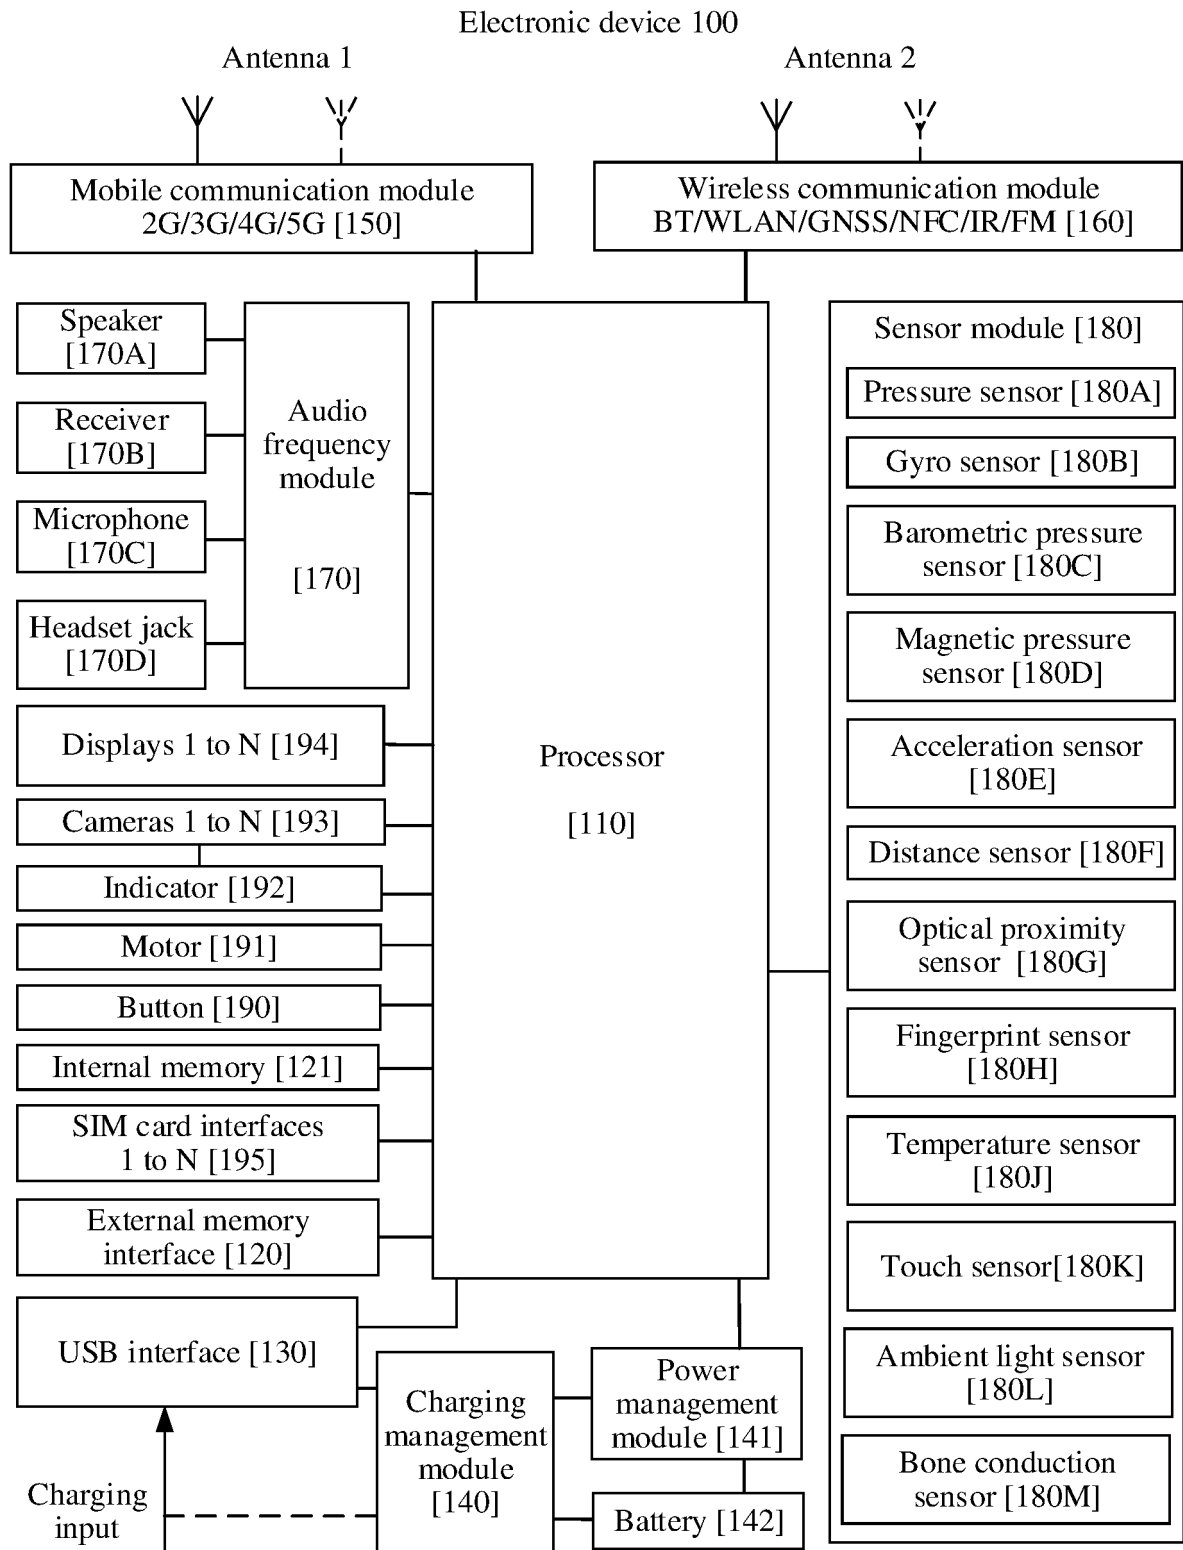 Electronic device 100
Antenna 1
Antenna 2
Mobile communication module
2G/3G/4G/5G [150]
Wireless communication module
BT/WLAN/GNSS/NFC/IR/FM [160]
Speaker
[170A]
Receiver
[170B]
Microphone
[170C]
Headset jack
[170D]
Audio
frequency
module
[170]
Displays 1 to N [194]
Cameras 1 to N [193]
Indicator [192]
Motor [191]
Button [190]
Internal memory [121]
SIM card interfaces
1 to N [195]
External memory
interface [120]
USB interface [130]
Charging
input
Processor
[110]
Charging
management
module
[140]
Power
management
module [141]
Battery [142]
Sensor module [180]
Pressure sensor [180A]
Gyro sensor [180B]
Barometric pressure
sensor [180C]
Magnetic pressure
sensor [180D]
Acceleration sensor
[180E]
Distance sensor [180F]
Optical proximity
sensor [180G]
Fingerprint sensor
[180H]
Temperature sensor
[180J]
Touch sensor[180K]
Ambient light sensor
[180L]
Bone conduction
sensor [180M]